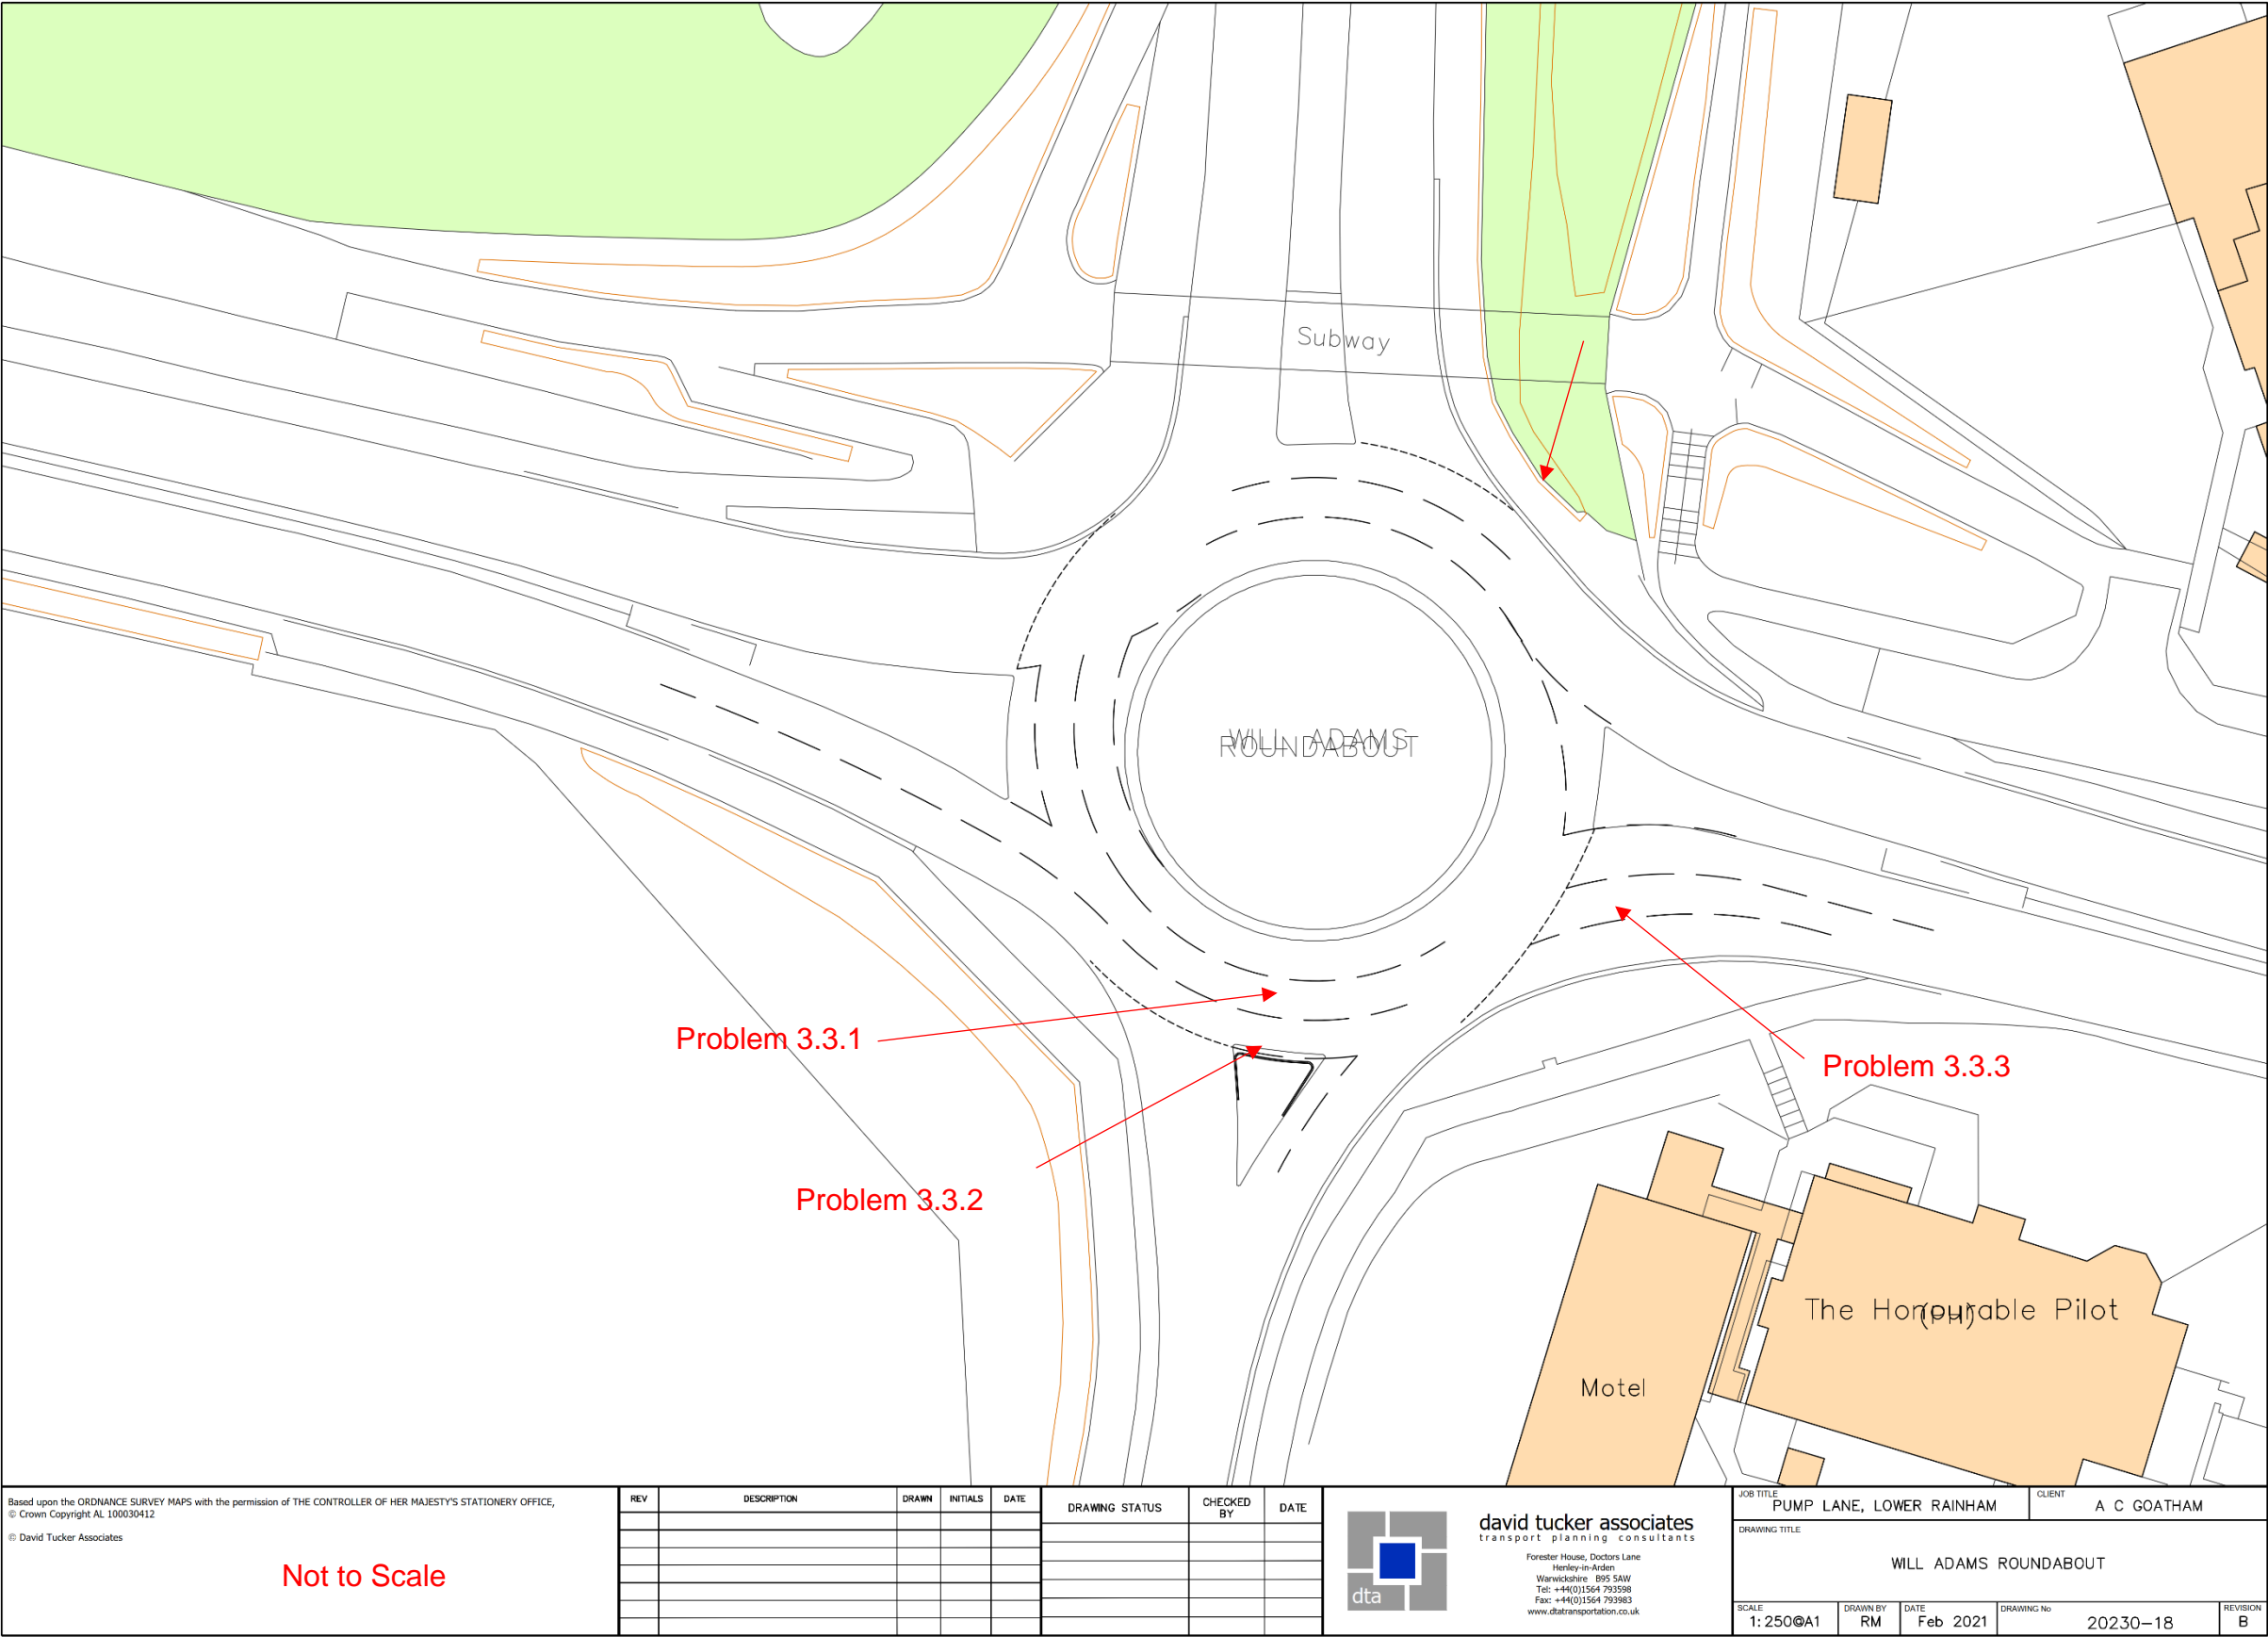 Subway
WILL ADAMS
ROUNDABOUT
Problem 3.3.1
Problem 3.3.3
Problem 3.3.2
The Honourable Pilot
(PH)
Motel
Based upon the ORDNANCE SURVEY MAPS with the permission of THE CONTROLLER OF HER MAJESTY'S STATIONERY OFFICE,
© Crown Copyright AL 100030412
© David Tucker Associates
Not to Scale
REV DESCRIPTION DRAWN INITIALS DATE
DRAWING STATUS CHECKED BY DATE
dta
david tucker associates
transport planning consultants
Forester House, Doctors Lane
Henley-in-Arden
Warwickshire B95 5AW
Tel: +44(0)1564 793598
Fax: +44(0)1564 793983
www.dtatransportation.co.uk
JOB TITLE
PUMP LANE, LOWER RAINHAM
CLIENT
A C GOATHAM
DRAWING TITLE
WILL ADAMS ROUNDABOUT
SCALE
1:250@A1
DRAWN BY
RM
DATE
Feb 2021
DRAWING No
20230-18
REVISION
B